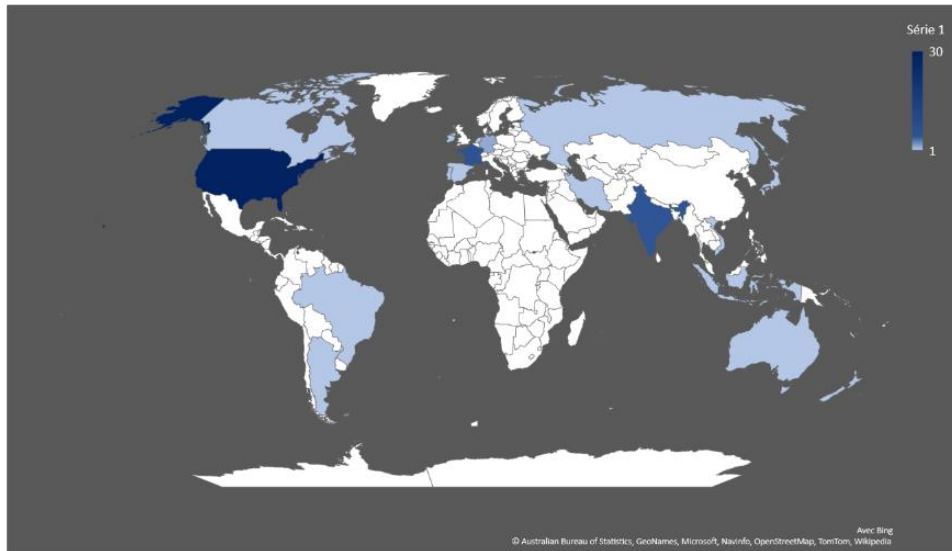 Série 1
30
1
Avec Bing
© Australian Bureau of Statistics, GeoNames, Microsoft, Navinfo, OpenStreetMap, TomTom, Wikipedia